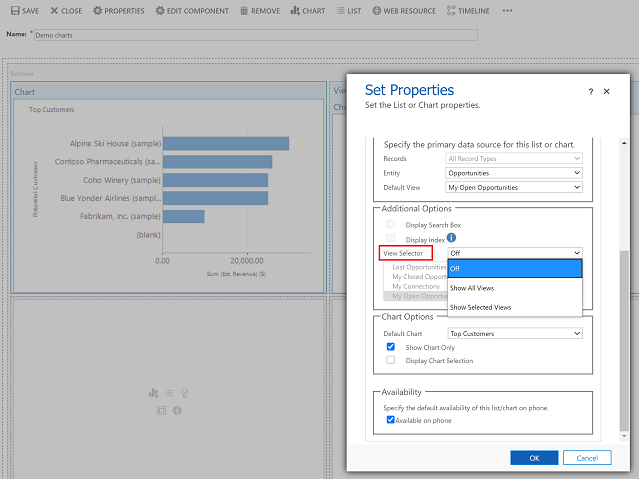 SAVE CLOSE PROPERTIES EDIT COMPONENT REMOVE CHART LIST WEB RESOURCE TIMELINE •••
Name: * Demo charts
Section
Chart
Top Customers
Potential Customer
Alpine Ski House (sample)
Contoso Pharmaceuticals (sa...
Coho Winery (sample)
Blue Yonder Airlines (sampl...
Fabrikam, Inc. (sample)
(blank)
0.00 20,000.00
Sum (Est. Revenue) ($)
Set Properties
? ×
Set the List or Chart properties.
Specify the primary data source for this list or chart.
Records All Record Types
Entity Opportunities
Default View My Open Opportunities
Additional Options
Display Search Box
Display Index i
View Selector Off
Off
Show All Views
Show Selected Views
Lost Opportunities
My Closed Opportu
My Connections
My Open Opportu
Chart Options
Default Chart Top Customers
Show Chart Only
Display Chart Selection
Availability
Specify the default availability of this list/chart on phone.
Available on phone
OK Cancel